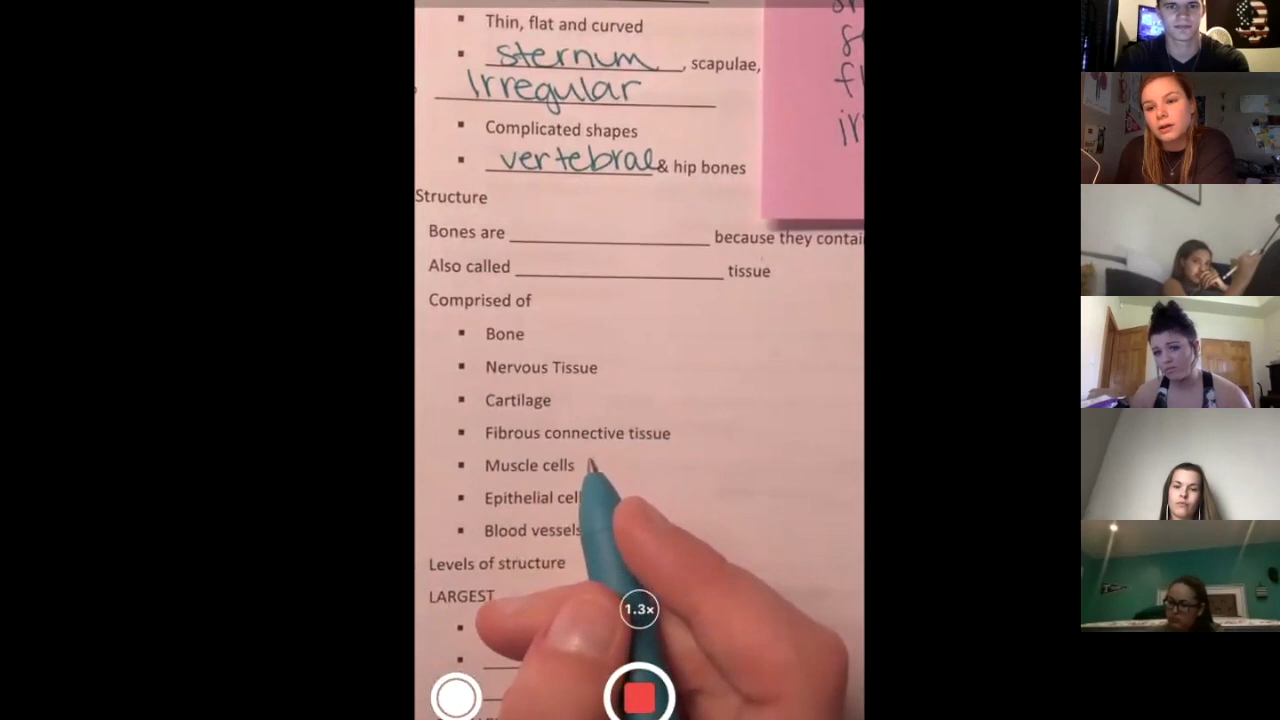 Thin, flat and curved
sternum, scapulae,
Irregular
Complicated shapes
vertebral & hip bones
Structure
Bones are because they contai
Also called tissue
Comprised of
Bone
Nervous Tissue
Cartilage
Fibrous connective tissue
Muscle cells
Epithelial cell
Blood vessels
Levels of structure
LARGEST
1.3×